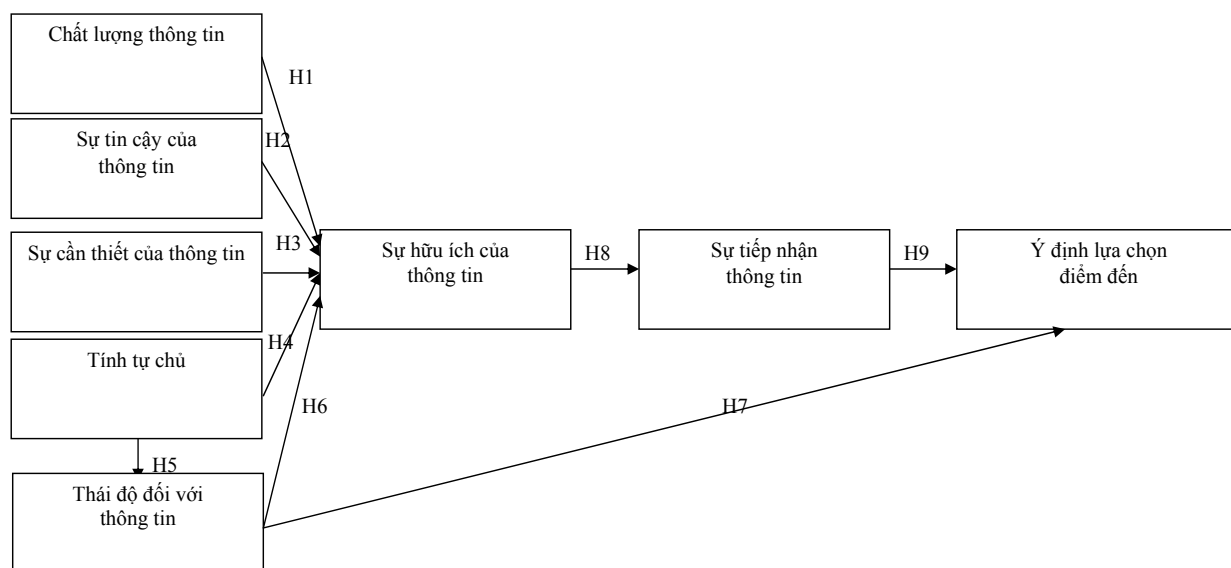 Chất lượng thông tin
H1
Sự tin cậy của
thông tin
H2
Sự cần thiết của thông tin
H3
Sự hữu ích của
thông tin
H8
Sự tiếp nhận
thông tin
H9
Ý định lựa chọn
điểm đến
Tính tự chủ
H4
H6
H7
H5
Thái độ đối với
thông tin